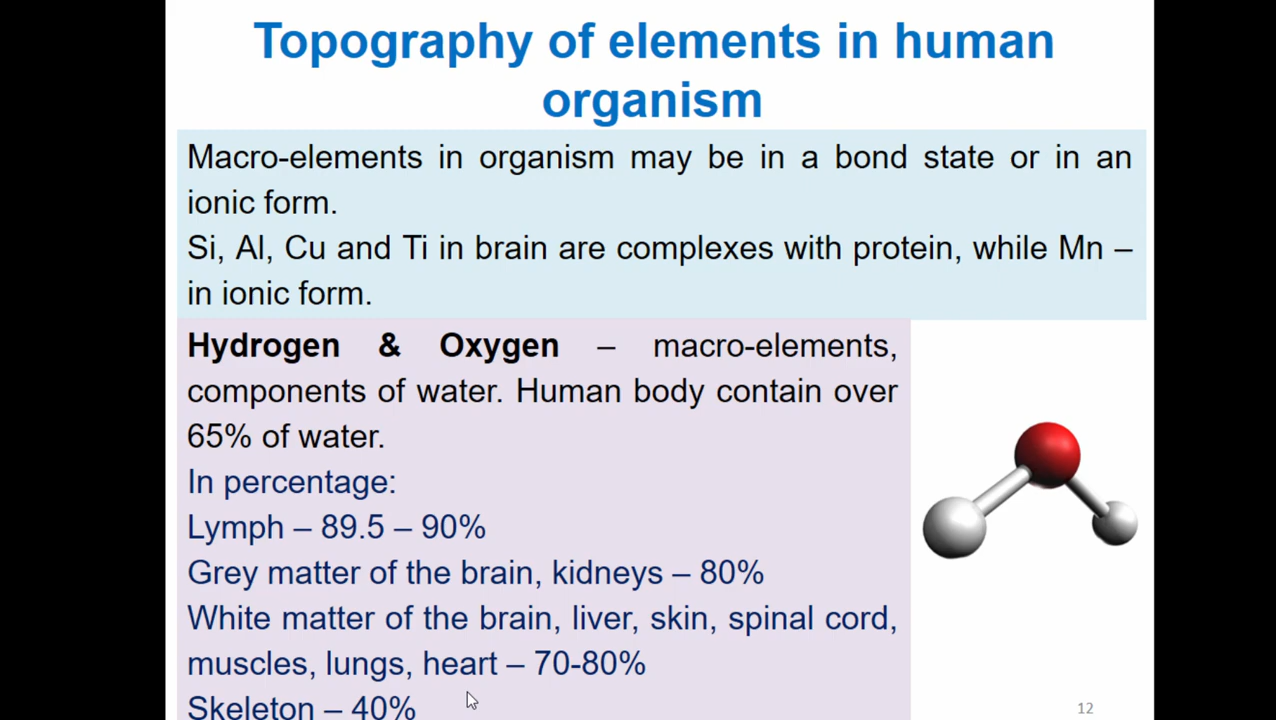 Topography of elements in human
organism
Macro-elements in organism may be in a bond state or in an
ionic form.
Si, Al, Cu and Ti in brain are complexes with protein, while Mn –
in ionic form.
Hydrogen & Oxygen – macro-elements,
components of water. Human body contain over
65% of water.
In percentage:
Lymph – 89.5 – 90%
Grey matter of the brain, kidneys – 80%
White matter of the brain, liver, skin, spinal cord,
muscles, lungs, heart – 70-80%
Skeleton – 40%
12